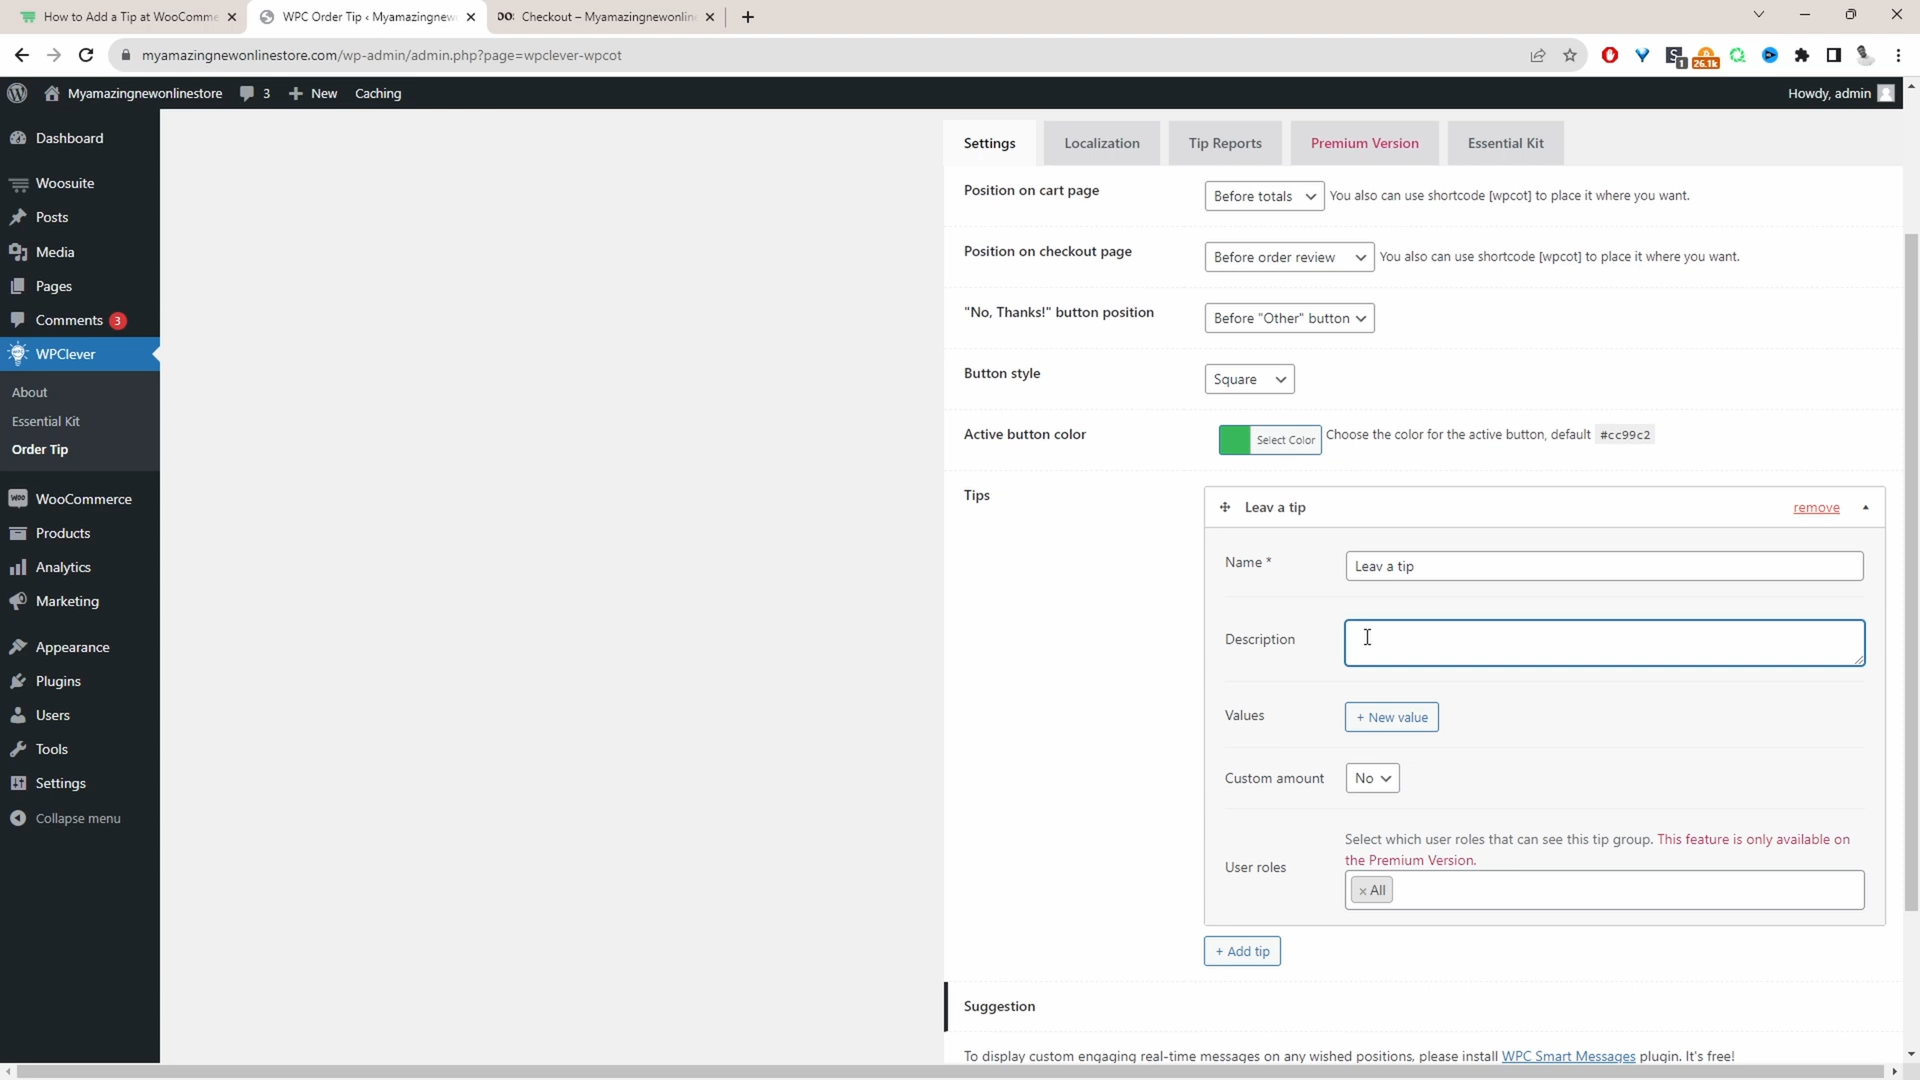 How to Add a Tip at WooComme
WPC Order Tip ‹ Myamazingnew
Checkout – Myamazingnewonlin
myamazingnewonlinestore.com/wp-admin/admin.php?page=wpclever-wpcot
1
26.1k
Myamazingnewonlinestore
3
New
Caching
Howdy, admin
Dashboard
Woosuite
Posts
Media
Pages
Comments 3
WPClever
About
Essential Kit
Order Tip
WooCommerce
Products
Analytics
Marketing
Appearance
Plugins
Users
Tools
Settings
Collapse menu
Settings
Localization
Tip Reports
Premium Version
Essential Kit
Position on cart page
Before totals
You also can use shortcode [wpcot] to place it where you want.
Position on checkout page
Before order review
You also can use shortcode [wpcot] to place it where you want.
"No, Thanks!" button position
Before "Other" button
Button style
Square
Active button color
Select Color
Choose the color for the active button, default #cc99c2
Tips
Leav a tip
remove
Name *
Leav a tip
Description
Values
+ New value
Custom amount
No
Select which user roles that can see this tip group. This feature is only available on
the Premium Version.
User roles
× All
+ Add tip
Suggestion
To display custom engaging real-time messages on any wished positions, please install WPC Smart Messages plugin. It's free!